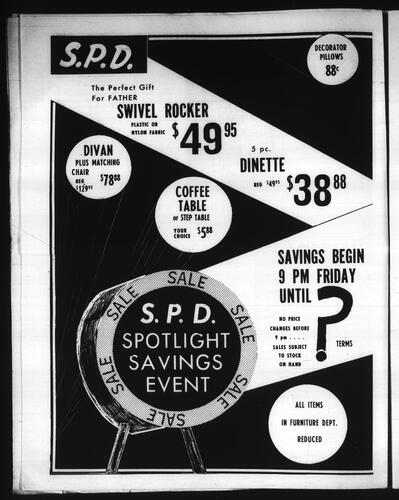 S.P.D.
DECORATOR
PILLOWS
88c
The Perfect Gift
For FATHER
SWIVEL ROCKER
PLASTIC OR
NYLON FABRIC $49.95
DIVAN
PLUS MATCHING
CHAIR
REG
$129.95 $78.88
5 pc.
DINETTE
REG $49.95 $38.88
COFFEE
TABLE
or STEP TABLE
YOUR
CHOICE $5.88
SAVINGS BEGIN
9 PM FRIDAY
UNTIL ?
NO PRICE
CHANGES BEFORE
9 pm ....
SALES SUBJECT
TO STOCK
ON HAND
TERMS
SALE SALE SALE SALE SALE SALE SALE
S. P. D.
SPOTLIGHT
SAVINGS
EVENT
ALL ITEMS
IN FURNITURE DEPT.
REDUCED